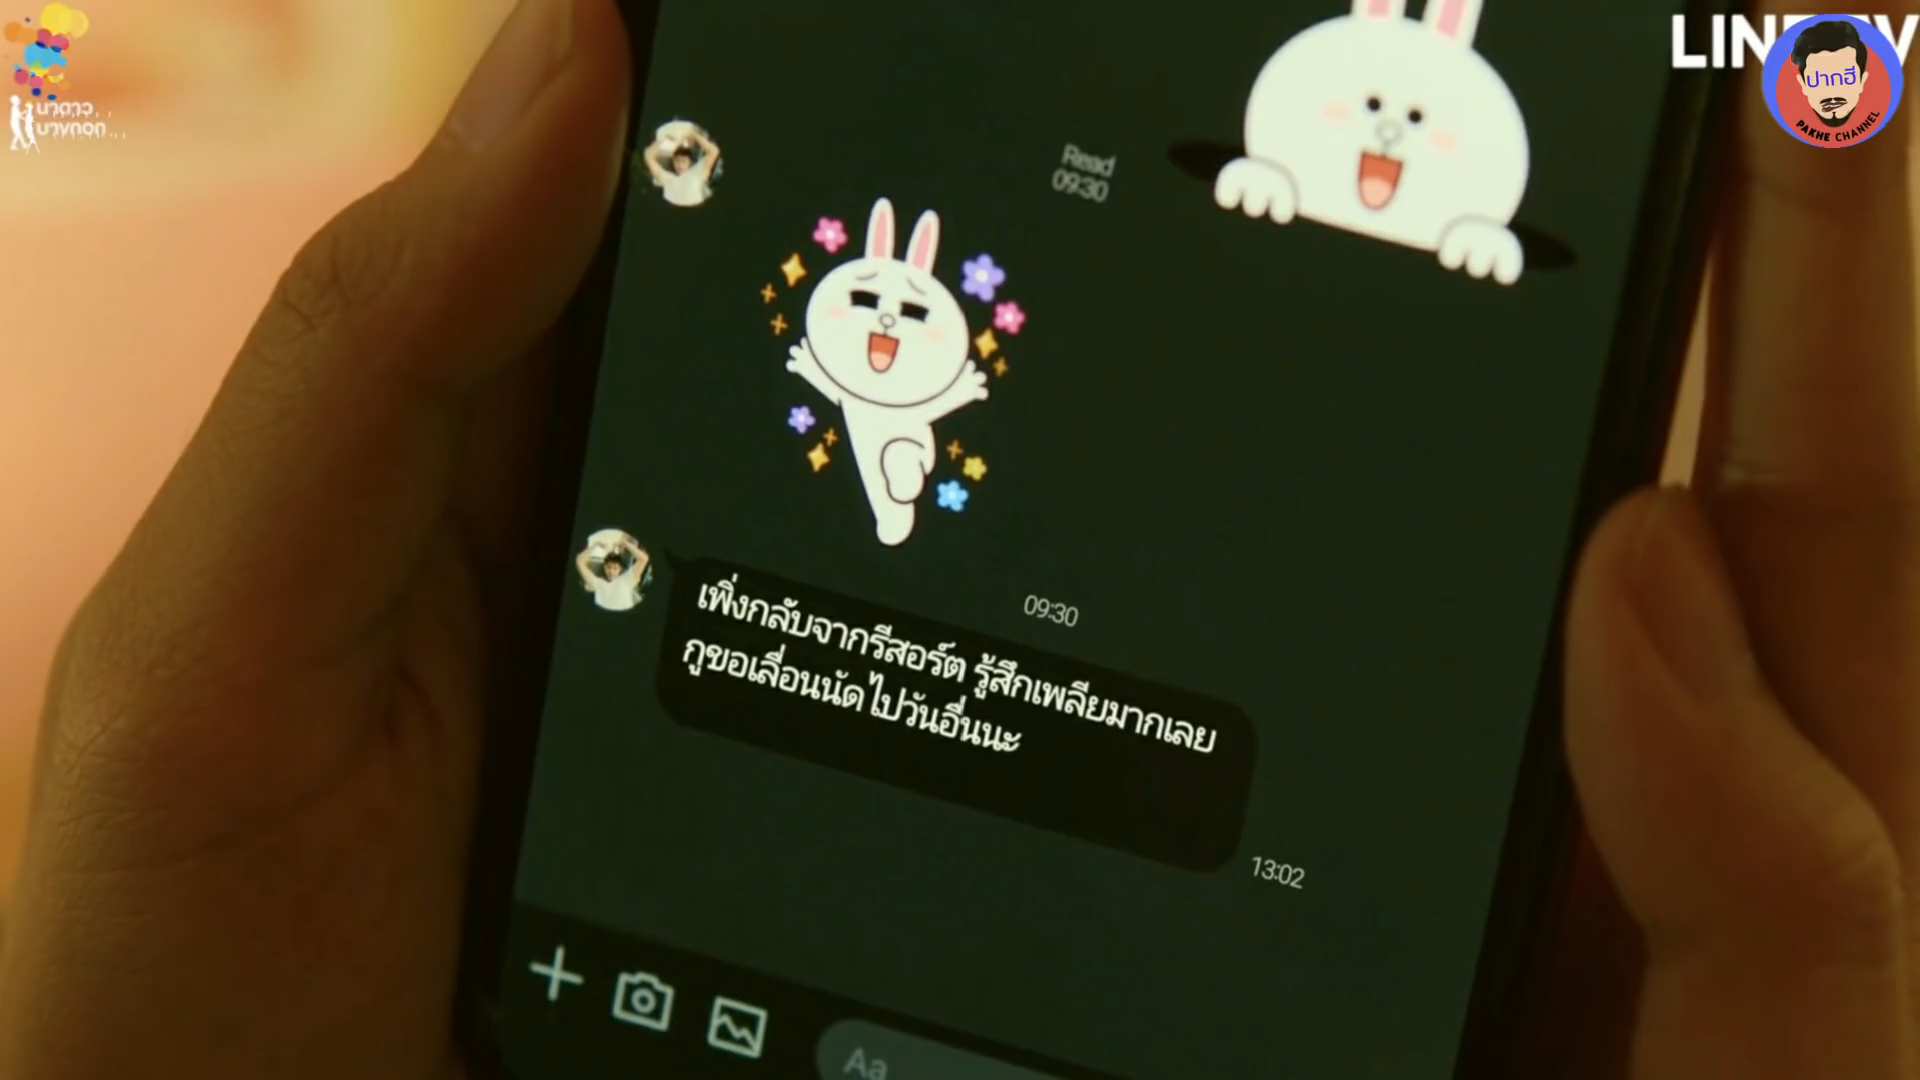 LINE TV
ปากฮี
PAKHE CHANNEL
Read
09:30
09:30
เพิ่งกลับจากรีสอร์ต รู้สึกเพลียมากเลย
กูขอเลื่อนนัดไปวันอื่นนะ
13:02
Aa